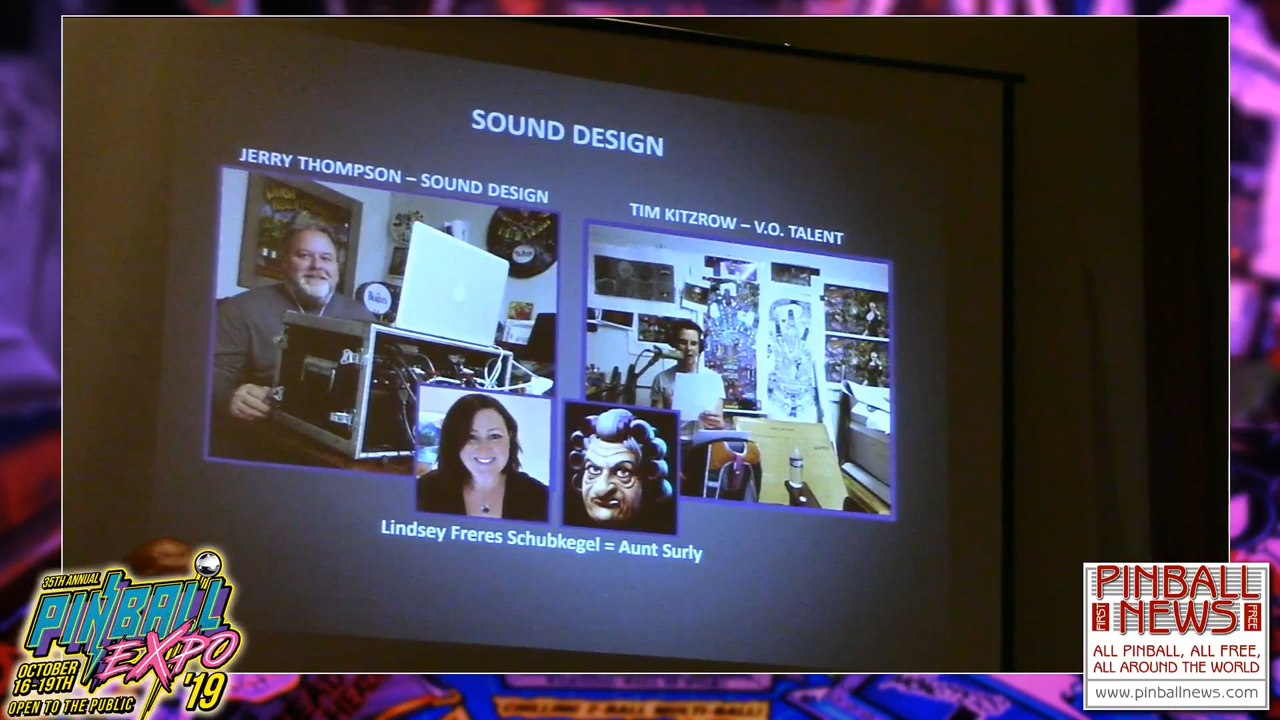 SOUND DESIGN
JERRY THOMPSON – SOUND DESIGN
TIM KITZROW – V.O. TALENT
Lindsey Freres Schubkegel = Aunt Surly
35TH ANNUAL
PINBALL
EXPO
OCTOBER
16-19TH
'19
OPEN TO THE PUBLIC
PINBALL
FIRST
NEWS
FREE
ALL PINBALL, ALL FREE,
ALL AROUND THE WORLD
www.pinballnews.com